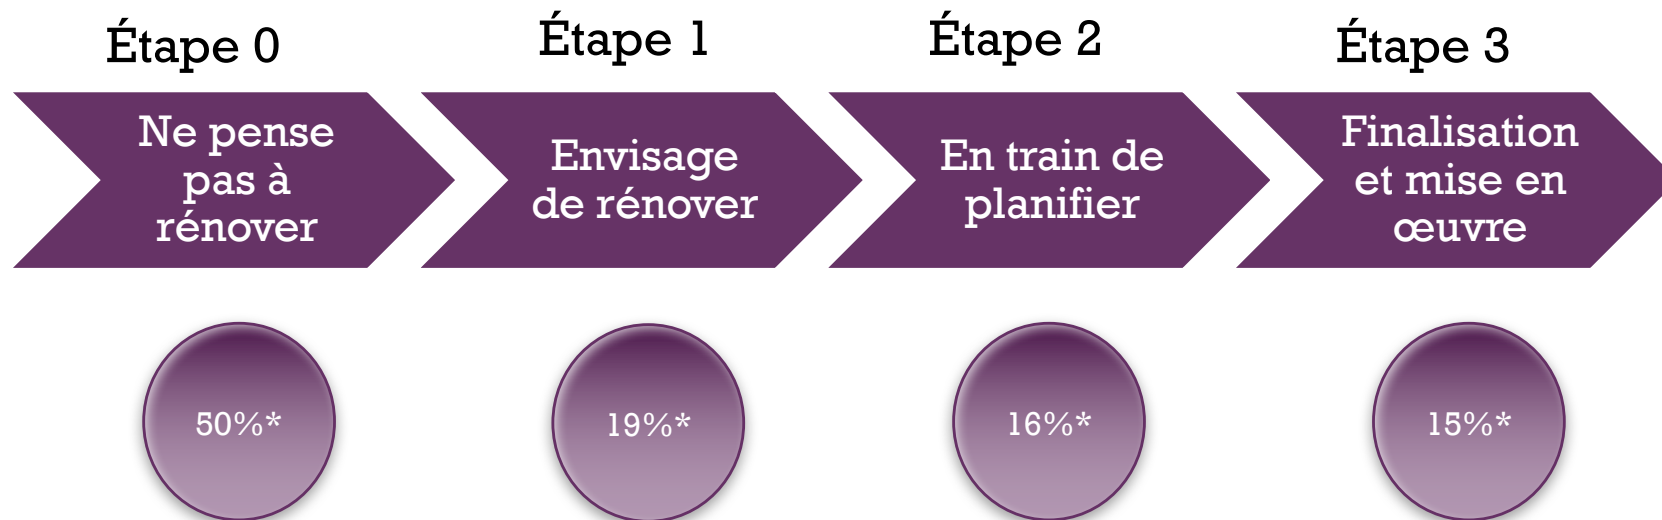 Étape 0
Étape 1
Étape 2
Étape 3
Ne pense
pas à
rénover
Envisage
de rénover
En train de
planifier
Finalisation
et mise en
œuvre
50%*
19%*
16%*
15%*